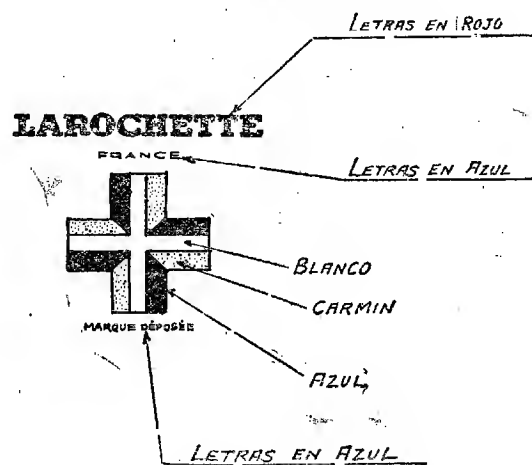 LETRAS EN ROJO
LAROCHETTE
FRANCE
LETRAS EN AZUL
BLANCO
CARMIN
MARQUE DÉPOSÉE
AZUL
LETRAS EN AZUL